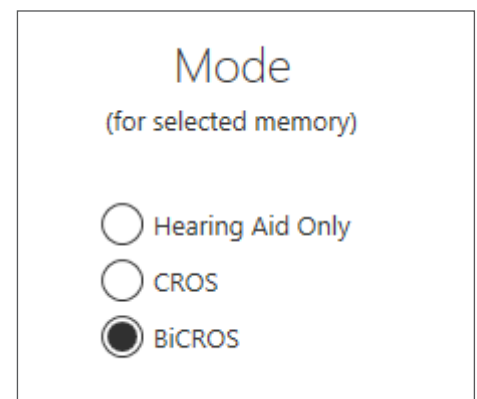 Mode
(for selected memory)
Hearing Aid Only
CROS
BiCROS